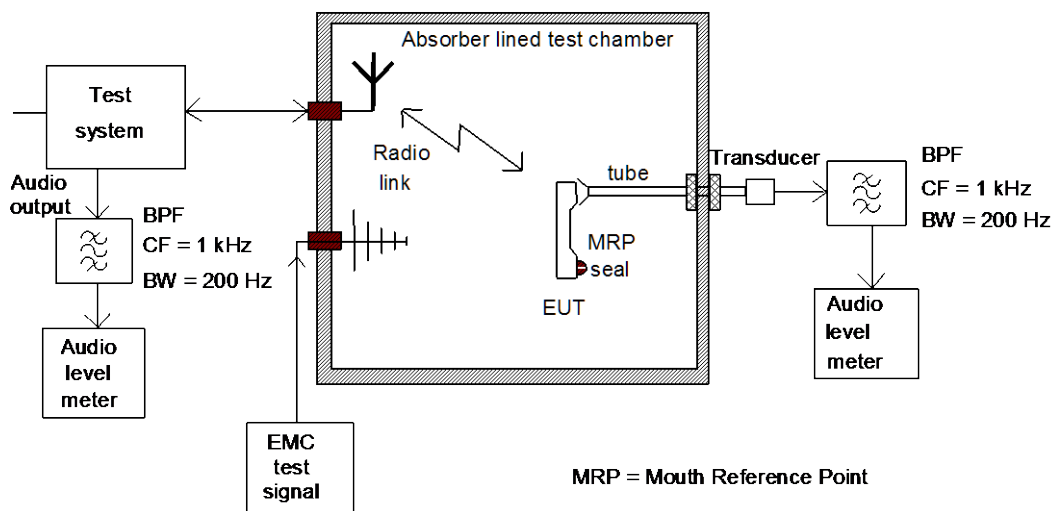 Absorber lined test chamber
Test
system
Radio
link
Audio
output
BPF
CF = 1 kHz
BW = 200 Hz
Audio
level
meter
EMC
test
signal
tube
MRP
seal
EUT
Transducer
BPF
CF = 1 kHz
BW = 200 Hz
Audio
level
meter
MRP = Mouth Reference Point